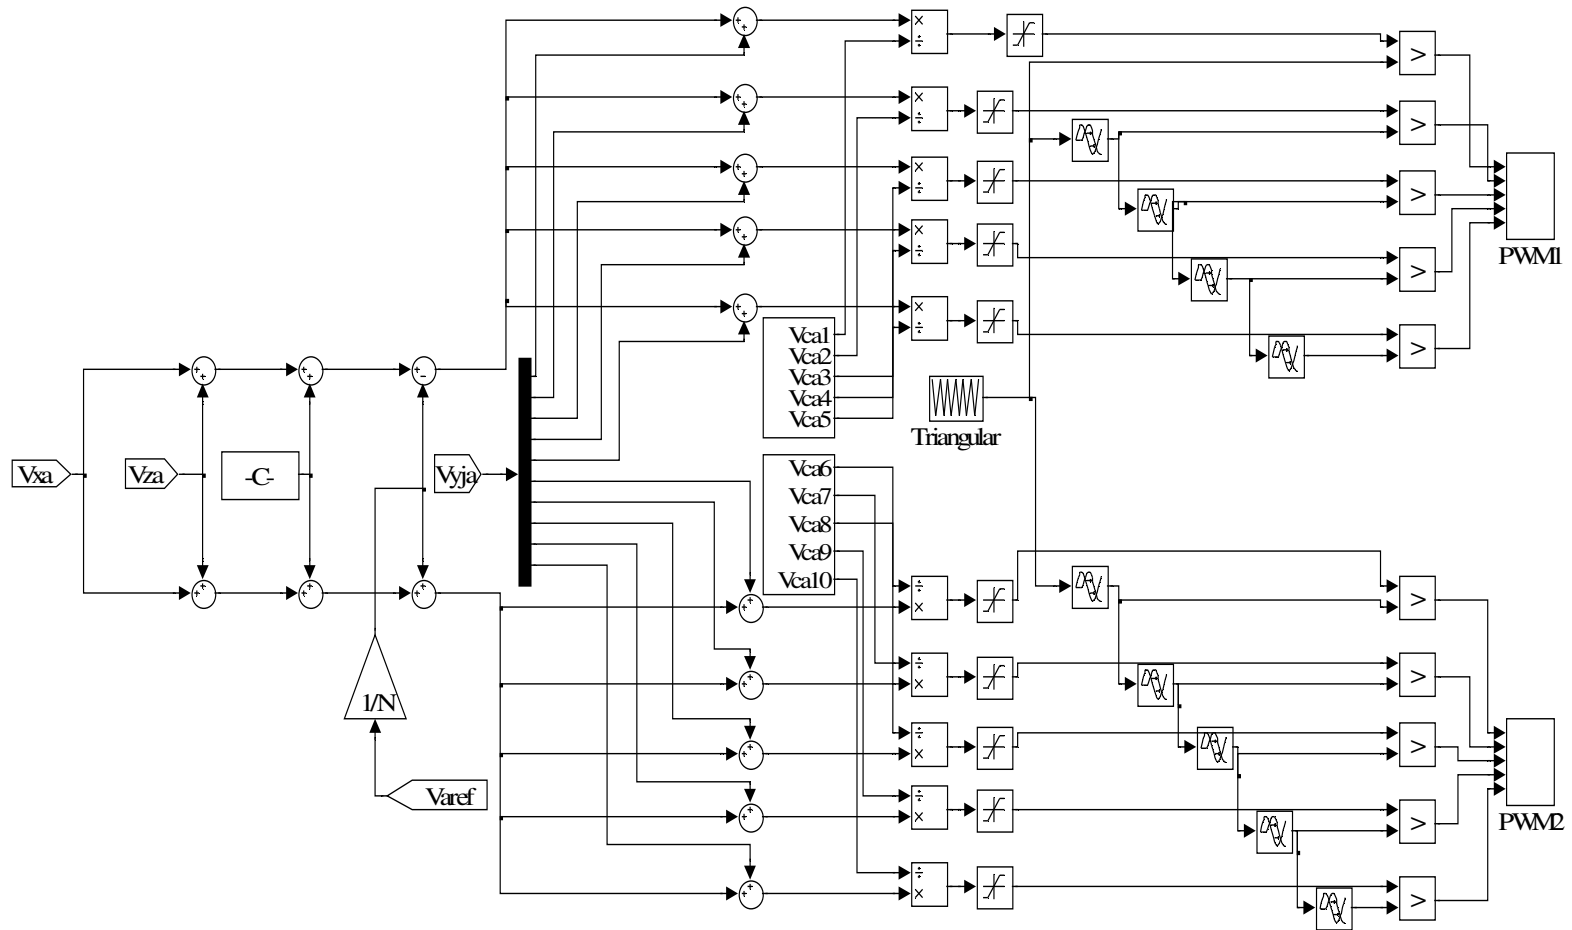 PWM1
Vca1
Vca2
Vca3
Vca4
Vca5
Triangular
Vxa
Vza
-C-
Vyja
Vca6
Vca7
Vca8
Vca9
Vca10
1/N
Varef
PWM2